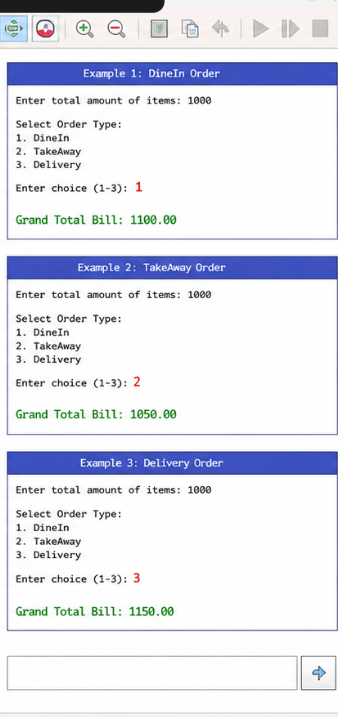 Example 1: DineIn Order
Enter total amount of items: 1000
Select Order Type:
1. DineIn
2. TakeAway
3. Delivery
Enter choice (1-3): 1
Grand Total Bill: 1100.00
Example 2: TakeAway Order
Enter total amount of items: 1000
Select Order Type:
1. DineIn
2. TakeAway
3. Delivery
Enter choice (1-3): 2
Grand Total Bill: 1050.00
Example 3: Delivery Order
Enter total amount of items: 1000
Select Order Type:
1. DineIn
2. TakeAway
3. Delivery
Enter choice (1-3): 3
Grand Total Bill: 1150.00